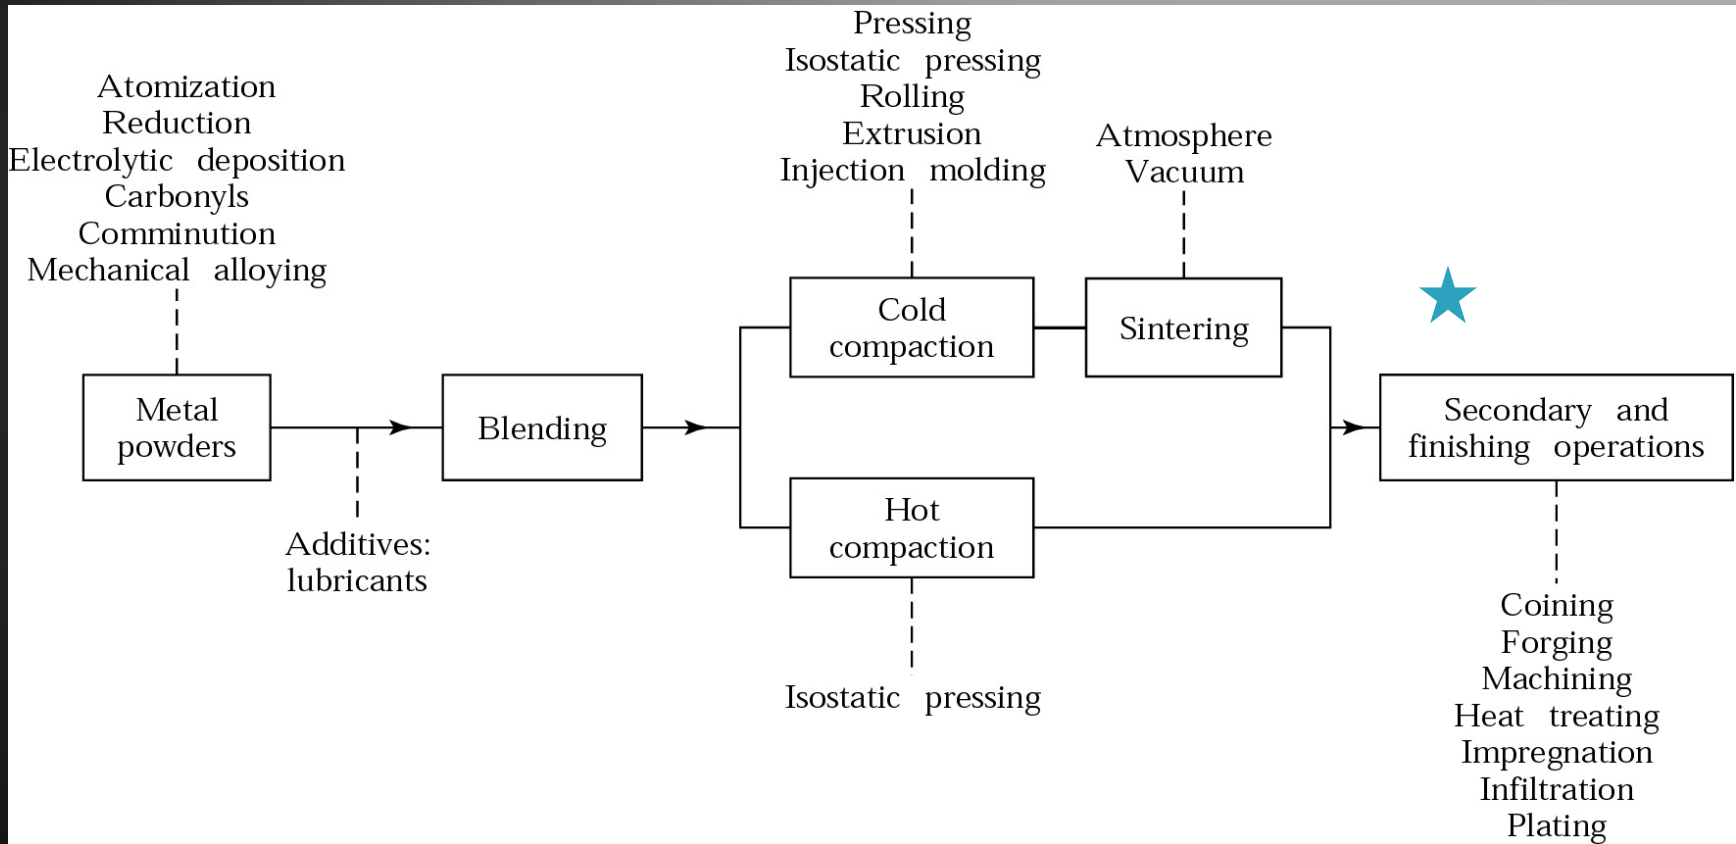 Atomization
Reduction
Electrolytic deposition
Carbonyls
Comminution
Mechanical alloying
Metal
powders
Additives:
lubricants
Blending
Pressing
Isostatic pressing
Rolling
Extrusion
Injection molding
Cold
compaction
Atmosphere
Vacuum
Sintering
Hot
compaction
Isostatic pressing
Secondary and
finishing operations
Coining
Forging
Machining
Heat treating
Impregnation
Infiltration
Plating